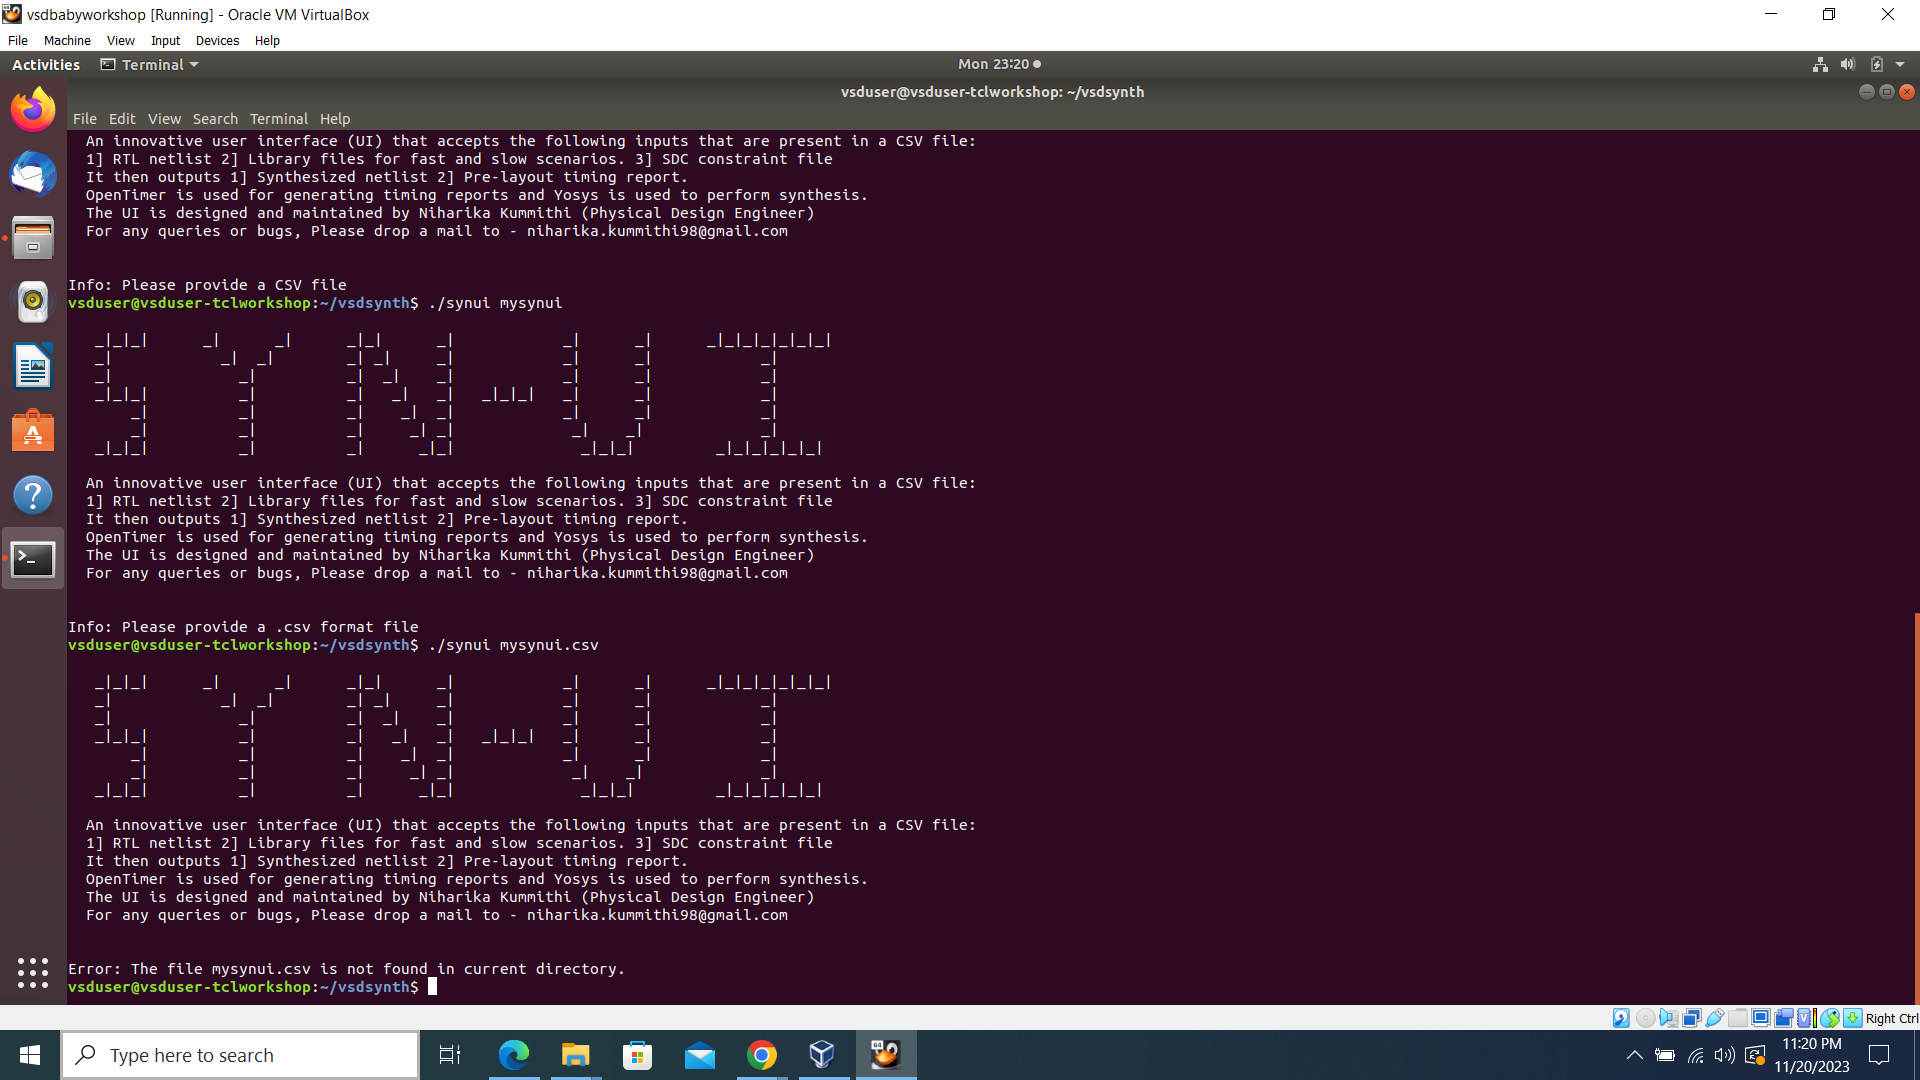 vsdbabyworkshop [Running] - Oracle VM VirtualBox
File Machine View Input Devices Help
Activities Terminal Mon 23:20
vsduser@vsduser-tclworkshop: ~/vsdsynth
File Edit View Search Terminal Help
An innovative user interface (UI) that accepts the following inputs that are present in a CSV file:
1] RTL netlist 2] Library files for fast and slow scenarios. 3] SDC constraint file
It then outputs 1] Synthesized netlist 2] Pre-layout timing report.
OpenTimer is used for generating timing reports and Yosys is used to perform synthesis.
The UI is designed and maintained by Niharika Kummithi (Physical Design Engineer)
For any queries or bugs, Please drop a mail to - niharika.kummithi98@gmail.com
Info: Please provide a CSV file
vsduser@vsduser-tclworkshop:~/vsdsynth$ ./synui mysynui
SYN-UI
An innovative user interface (UI) that accepts the following inputs that are present in a CSV file:
1] RTL netlist 2] Library files for fast and slow scenarios. 3] SDC constraint file
It then outputs 1] Synthesized netlist 2] Pre-layout timing report.
OpenTimer is used for generating timing reports and Yosys is used to perform synthesis.
The UI is designed and maintained by Niharika Kummithi (Physical Design Engineer)
For any queries or bugs, Please drop a mail to - niharika.kummithi98@gmail.com
Info: Please provide a .csv format file
vsduser@vsduser-tclworkshop:~/vsdsynth$ ./synui mysynui.csv
SYN-UI
An innovative user interface (UI) that accepts the following inputs that are present in a CSV file:
1] RTL netlist 2] Library files for fast and slow scenarios. 3] SDC constraint file
It then outputs 1] Synthesized netlist 2] Pre-layout timing report.
OpenTimer is used for generating timing reports and Yosys is used to perform synthesis.
The UI is designed and maintained by Niharika Kummithi (Physical Design Engineer)
For any queries or bugs, Please drop a mail to - niharika.kummithi98@gmail.com
Error: The file mysynui.csv is not found in current directory.
vsduser@vsduser-tclworkshop:~/vsdsynth$
Right Ctrl
Type here to search
11:20 PM
11/20/2023